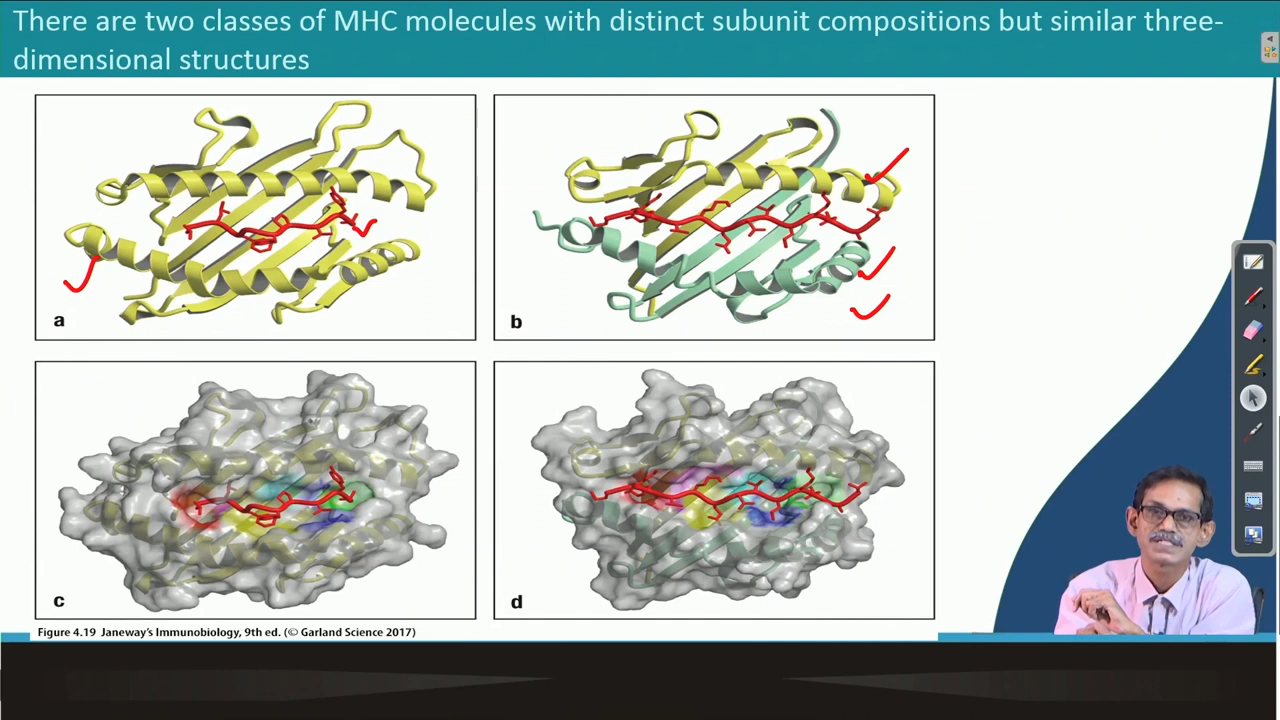 There are two classes of MHC molecules with distinct subunit compositions but similar three-
dimensional structures
a
b
c
d
Figure 4.19 Janeway's Immunobiology, 9th ed. (© Garland Science 2017)